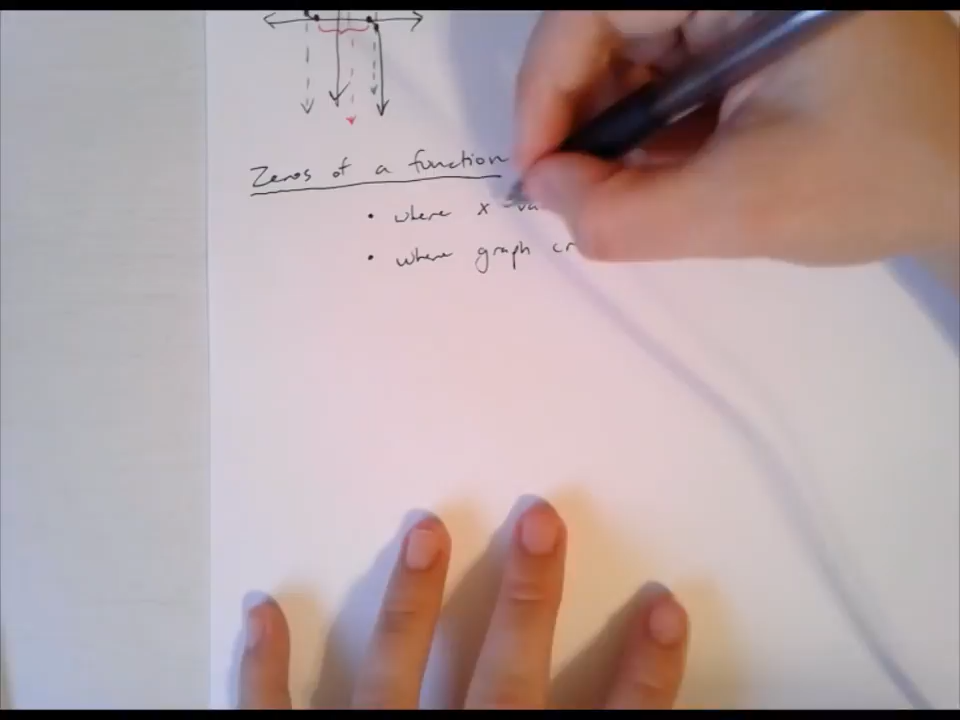 Zeros of a function
• where x
• where graph